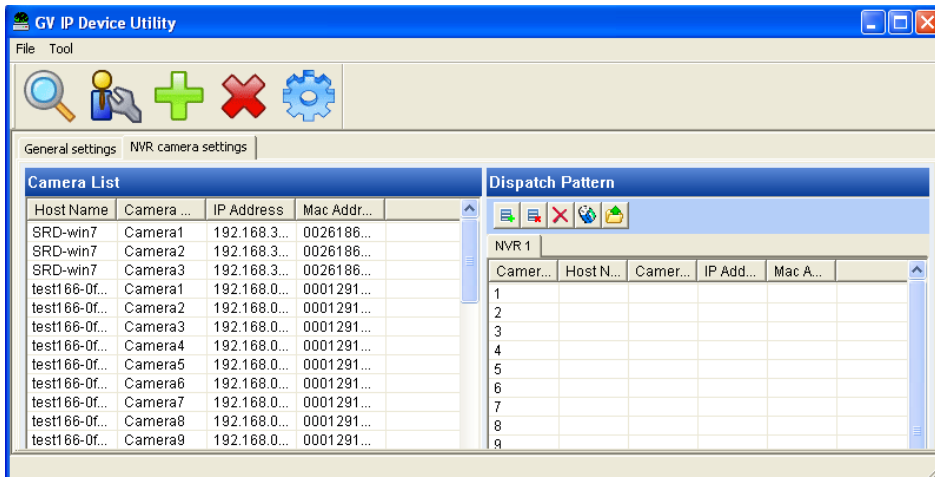 GV IP Device Utility
File Tool
General settings NVR camera settings
Camera List
Host Name Camera ... IP Address Mac Addr...
SRD-win7 Camera1 192.168.3... 0026186...
SRD-win7 Camera2 192.168.3... 0026186...
SRD-win7 Camera3 192.168.3... 0026186...
test166-0f... Camera1 192.168.0... 0001291...
test166-0f... Camera2 192.168.0... 0001291...
test166-0f... Camera3 192.168.0... 0001291...
test166-0f... Camera4 192.168.0... 0001291...
test166-0f... Camera5 192.168.0... 0001291...
test166-0f... Camera6 192.168.0... 0001291...
test166-0f... Camera7 192.168.0... 0001291...
test166-0f... Camera8 192.168.0... 0001291...
test166-0f... Camera9 192.168.0... 0001291...
Dispatch Pattern
NVR 1
Camer... Host N... Camer... IP Add... Mac A...
1
2
3
4
5
6
7
8
9